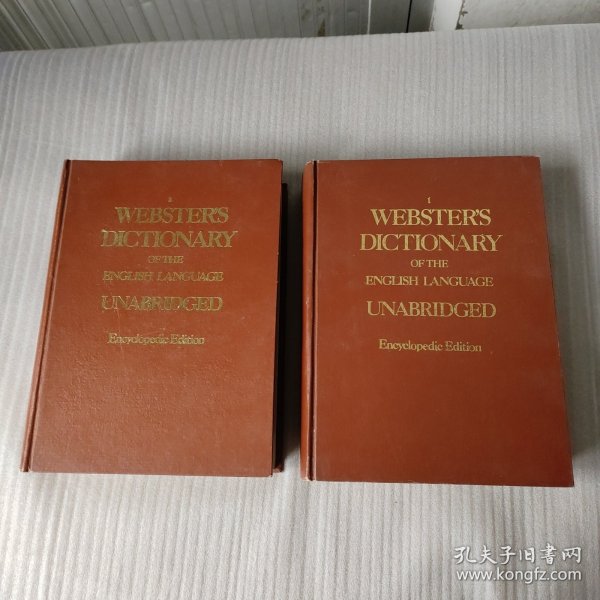 2
WEBSTER'S
DICTIONARY
OF THE
ENGLISH LANGUAGE
UNABRIDGED
Encyclopedic Edition
1
WEBSTER'S
DICTIONARY
OF THE
ENGLISH LANGUAGE
UNABRIDGED
Encyclopedic Edition
孔夫子旧书网
www.kongfz.com